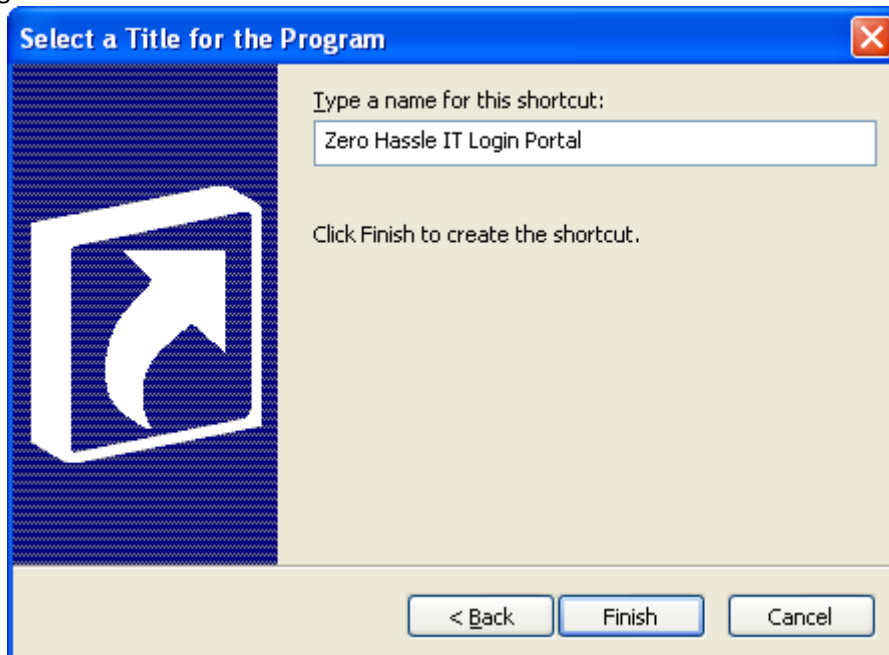 Select a Title for the Program
Type a name for this shortcut:
Zero Hassle IT Login Portal
Click Finish to create the shortcut.
< Back Finish Cancel